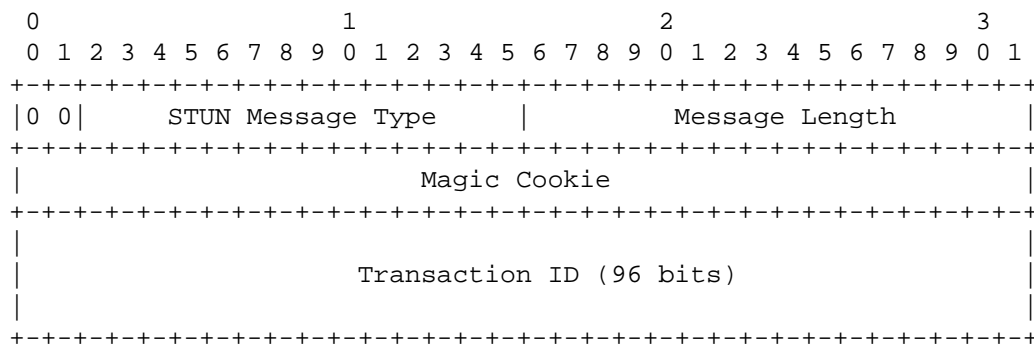 0                   1                   2                   3
 0 1 2 3 4 5 6 7 8 9 0 1 2 3 4 5 6 7 8 9 0 1 2 3 4 5 6 7 8 9 0 1
+-+-+-+-+-+-+-+-+-+-+-+-+-+-+-+-+-+-+-+-+-+-+-+-+-+-+-+-+-+-+-+-+
|0 0|     STUN Message Type     |         Message Length        |
+-+-+-+-+-+-+-+-+-+-+-+-+-+-+-+-+-+-+-+-+-+-+-+-+-+-+-+-+-+-+-+-+
|                         Magic Cookie                          |
+-+-+-+-+-+-+-+-+-+-+-+-+-+-+-+-+-+-+-+-+-+-+-+-+-+-+-+-+-+-+-+-+
|                                                               |
|                     Transaction ID (96 bits)                  |
|                                                               |
+-+-+-+-+-+-+-+-+-+-+-+-+-+-+-+-+-+-+-+-+-+-+-+-+-+-+-+-+-+-+-+-+